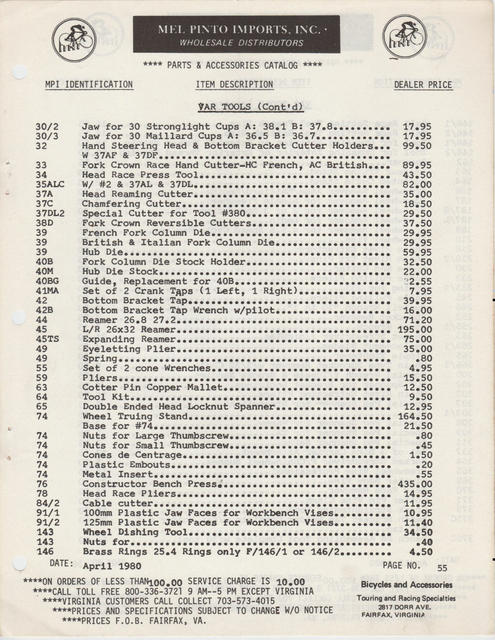 MEL PINTO IMPORTS, INC.
WHOLESALE DISTRIBUTORS
**** PARTS & ACCESSORIES CATALOG ****
MPI IDENTIFICATION ITEM DESCRIPTION DEALER PRICE
VAR TOOLS (Cont'd)
30/2 Jaw for 30 Stronglight Cups A: 38.1 B: 37.8.......... 17.95
30/3 Jaw for 30 Maillard Cups A: 36.5 B: 36.7............. 17.95
32 Hand Steering Head & Bottom Bracket Cutter Holders... 99.50
W 37AF & 37DF.............................
33 Fork Crown Race Hand Cutter-HC French, AC British.... 89.95
34 Head Race Press Tool................................. 43.50
35ALC W/ #2 & 37AL & 37DL.................................. 82.00
37A Head Reaming Cutter.................................. 35.00
37C Chamfering Cutter.................................... 18.50
37DL2 Special Cutter for Tool #380......................... 29.50
38D Fork Crown Reversible Cutters........................ 37.50
39 French Fork Column Die............................... 29.95
39 British & Italian Fork Column Die.................... 29.95
39 Hub Die.............................................. 59.95
40B Fork Column Die Stock Holder......................... 32.50
40M Hub Die Stock........................................ 22.00
40BG Guide, Replacement for 40B........................... 2.55
41MA Set of 2 Crank Taps (1 Left, 1 Right)................ 7.95
42 Bottom Bracket Tap................................... 39.95
42B Bottom Bracket Tap Wrench w/pilot.................... 16.00
44 Reamer 26.8 27.2..................................... 71.20
45 L/R 26x32 Reamer..................................... 195.00
45TS Expanding Reamer..................................... 75.00
49 Eyeletting Plier..................................... 35.00
49 Spring............................................... .80
55 Set of 2 cone Wrenches............................... 4.95
59 Pliers............................................... 15.50
63 Cotter Pin Copper Mallet............................. 12.50
64 Tool Kit............................................. 9.50
65 Double Ended Head Locknut Spanner.................... 12.95
74 Wheel Truing Stand................................... 164.50
Base for #74......................................... 21.50
74 Nuts for Large Thumbscrew............................ .80
74 Nuts for Small Thumbscrew............................ .45
74 Cones de Centrage.................................... 1.50
74 Plastic Embouts...................................... .20
74 Metal Insert......................................... .55
76 Constructor Bench Press.............................. 435.00
78 Head Race Pliers..................................... 14.95
84/2 Cable cutter......................................... 11.95
91/1 100mm Plastic Jaw Faces for Workbench Vises.......... 10.95
91/2 125mm Plastic Jaw Faces for Workbench Vises.......... 11.40
143 Wheel Dishing Tool................................... 34.50
143 Nuts for............................................. .40
146 Brass Rings 25.4 Rings only F/146/1 or 146/2......... 4.50
DATE: April 1980 PAGE NO. 55
****ON ORDERS OF LESS THAN 100.00 SERVICE CHARGE IS 10.00
****CALL TOLL FREE 800-336-3721 9 AM-5 PM EXCEPT VIRGINIA
****VIRGINIA CUSTOMERS CALL COLLECT 703-573-4015
****PRICES AND SPECIFICATIONS SUBJECT TO CHANGE W/O NOTICE
****PRICES F.O.B. FAIRFAX, VA.
Bicycles and Accessories
Touring and Racing Specialties
2817 DORR AVE.
FAIRFAX, VIRGINIA